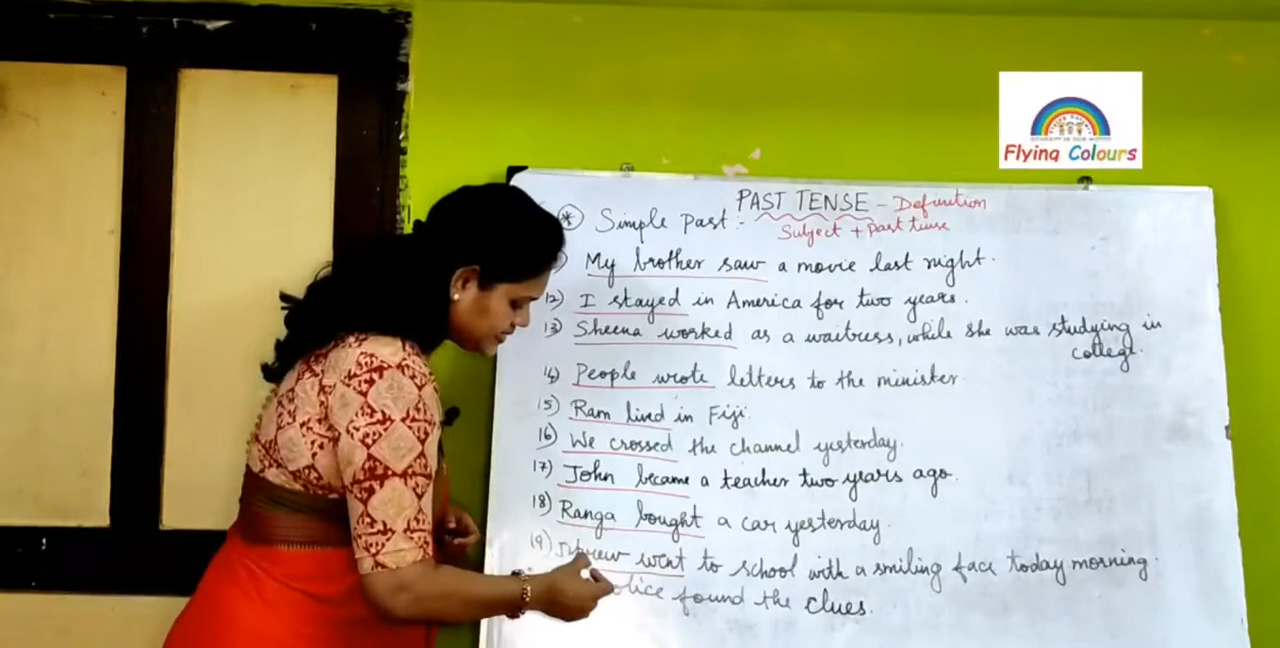 Flying Colours
PAST TENSE - Definition
* Simple past :- Subject + Past tense
) My brother saw a movie last night.
12) I stayed in America for two years.
13) Sheena worked as a waitress, while she was studying in
college.
14) People wrote letters to the minister
15) Ram lived in Fiji.
16) We crossed the channel yesterday.
17) John became a teacher two years ago.
18) Ranga bought a car yesterday.
19) went to school with a smiling face today morning.
olice found the clues.